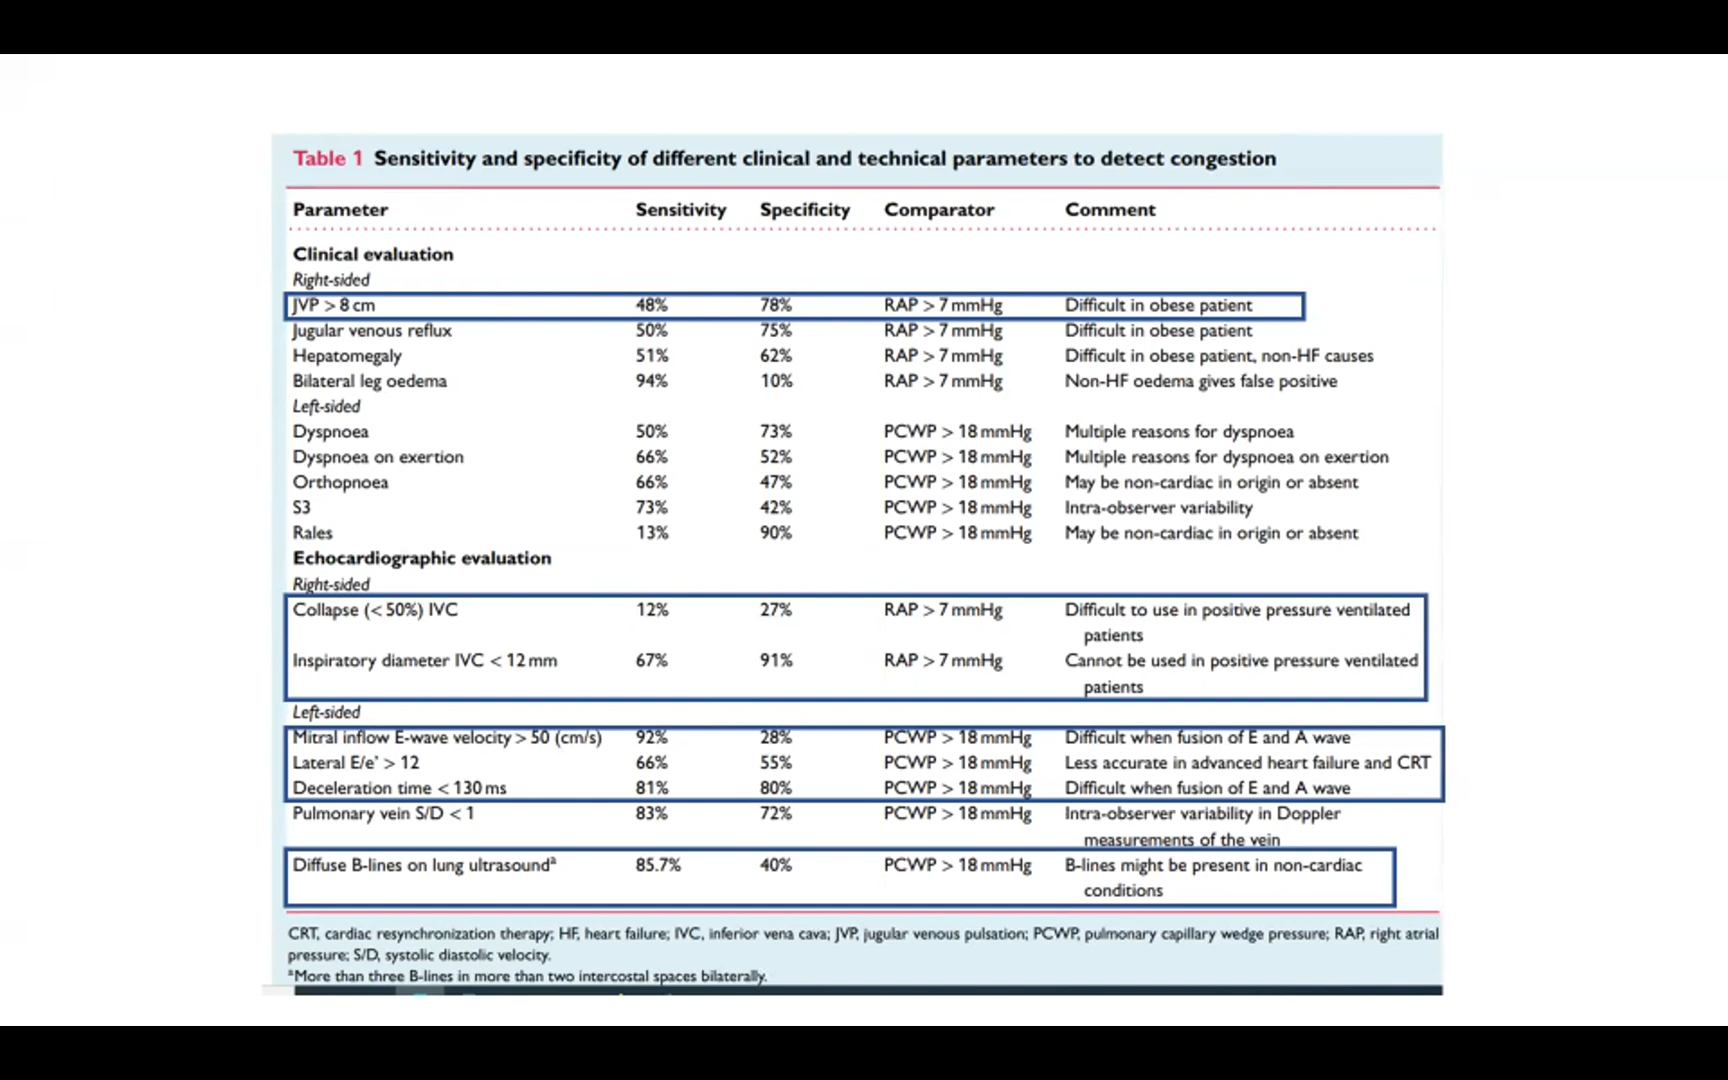 Table 1 Sensitivity and specificity of different clinical and technical parameters to detect congestion
Parameter Sensitivity Specificity Comparator Comment
Clinical evaluation
Right-sided
JVP > 8 cm 48% 78% RAP > 7 mmHg Difficult in obese patient
Jugular venous reflux 50% 75% RAP > 7 mmHg Difficult in obese patient
Hepatomegaly 51% 62% RAP > 7 mmHg Difficult in obese patient, non-HF causes
Bilateral leg oedema 94% 10% RAP > 7 mmHg Non-HF oedema gives false positive
Left-sided
Dyspnoea 50% 73% PCWP > 18 mmHg Multiple reasons for dyspnoea
Dyspnoea on exertion 66% 52% PCWP > 18 mmHg Multiple reasons for dyspnoea on exertion
Orthopnoea 66% 47% PCWP > 18 mmHg May be non-cardiac in origin or absent
S3 73% 42% PCWP > 18 mmHg Intra-observer variability
Rales 13% 90% PCWP > 18 mmHg May be non-cardiac in origin or absent
Echocardiographic evaluation
Right-sided
Collapse (< 50%) IVC 12% 27% RAP > 7 mmHg Difficult to use in positive pressure ventilated
patients
Inspiratory diameter IVC < 12 mm 67% 91% RAP > 7 mmHg Cannot be used in positive pressure ventilated
patients
Left-sided
Mitral inflow E-wave velocity > 50 (cm/s) 92% 28% PCWP > 18 mmHg Difficult when fusion of E and A wave
Lateral E/e' > 12 66% 55% PCWP > 18 mmHg Less accurate in advanced heart failure and CRT
Deceleration time < 130 ms 81% 80% PCWP > 18 mmHg Difficult when fusion of E and A wave
Pulmonary vein S/D < 1 83% 72% PCWP > 18 mmHg Intra-observer variability in Doppler
measurements of the vein
Diffuse B-lines on lung ultrasoundᵃ 85.7% 40% PCWP > 18 mmHg B-lines might be present in non-cardiac
conditions
CRT, cardiac resynchronization therapy; HF, heart failure; IVC, inferior vena cava; JVP, jugular venous pulsation; PCWP, pulmonary capillary wedge pressure; RAP, right atrial
pressure; S/D, systolic diastolic velocity.
ᵃMore than three B-lines in more than two intercostal spaces bilaterally.